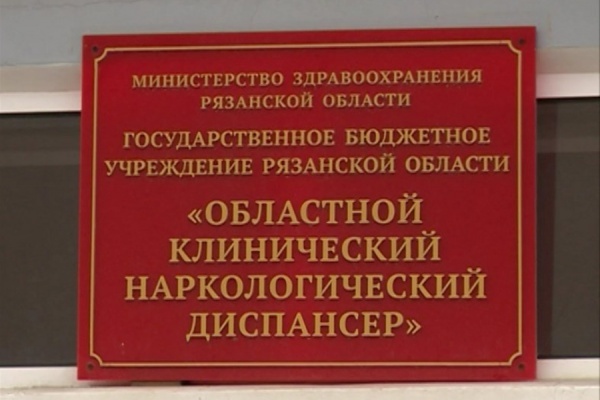 МИНИСТЕРСТВО ЗДРАВООХРАНЕНИЯ
РЯЗАНСКОЙ ОБЛАСТИ
ГОСУДАРСТВЕННОЕ БЮДЖЕТНОЕ
УЧРЕЖДЕНИЕ РЯЗАНСКОЙ ОБЛАСТИ
«ОБЛАСТНОЙ
КЛИНИЧЕСКИЙ
НАРКОЛОГИЧЕСКИЙ
ДИСПАНСЕР»